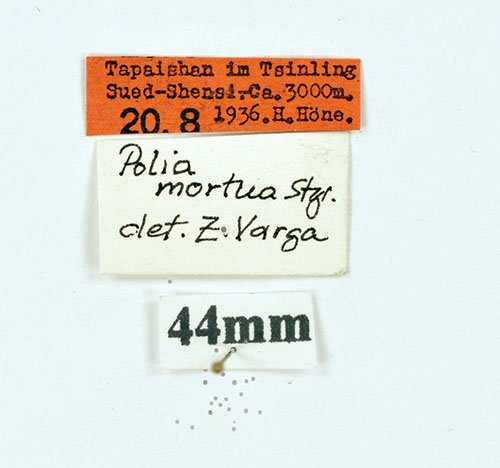 Tapaishan im Tsinling
Sued-Shensi.Ca. 3000m.
20.8 1936.H.Höne.
Polia
mortua Stgr.
det. Z. Varga
44mm